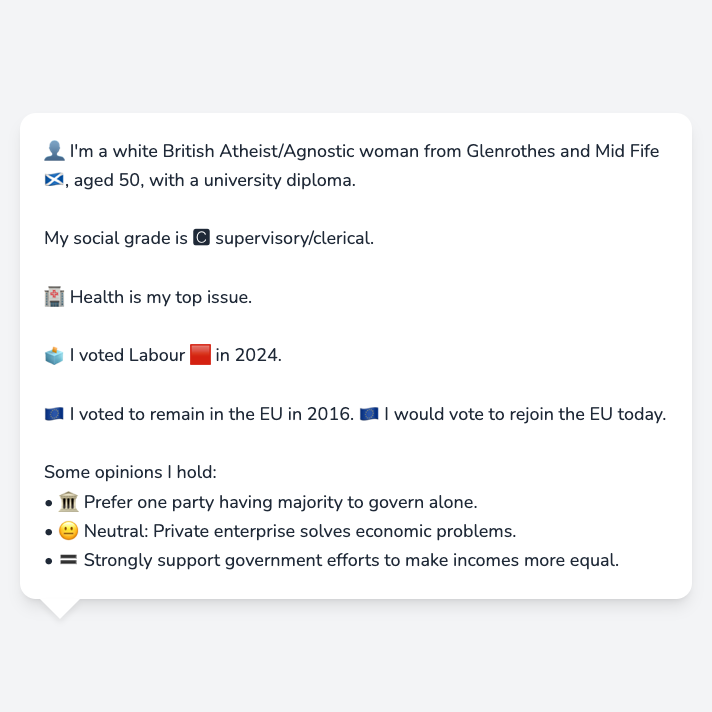 👤 I'm a white British Atheist/Agnostic woman from Glenrothes and Mid Fife
🏴󠁧󠁢󠁳󠁣󠁴󠁿, aged 50, with a university diploma.
My social grade is 🅲 supervisory/clerical.
🏥 Health is my top issue.
🗳️ I voted Labour 🟥 in 2024.
🇪🇺 I voted to remain in the EU in 2016. 🇪🇺 I would vote to rejoin the EU today.
Some opinions I hold:
• 🏛️ Prefer one party having majority to govern alone.
• 😐 Neutral: Private enterprise solves economic problems.
• 🟰 Strongly support government efforts to make incomes more equal.